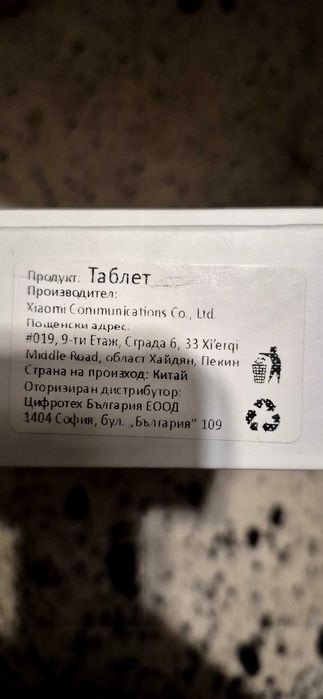 Продукт: Таблет
Производител:
Xiaomi Communications Co., Ltd.
Пощенски адрес:
#019, 9-ти Етаж, Сграда 6, 33 Xi'erqi
Middle Road, област Хайдян, Пекин
Страна на произход: Китай
Оторизиран дистрибутор:
Цифротех България ЕООД
1404 София, бул. „България“ 109